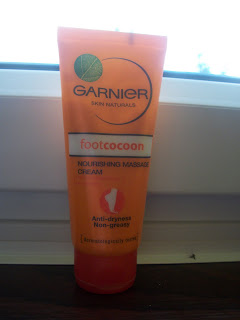 GARNIER
SKIN NATURALS
footcocoon
NOURISHING MASSAGE
CREAM
Anti-dryness
Non-greasy